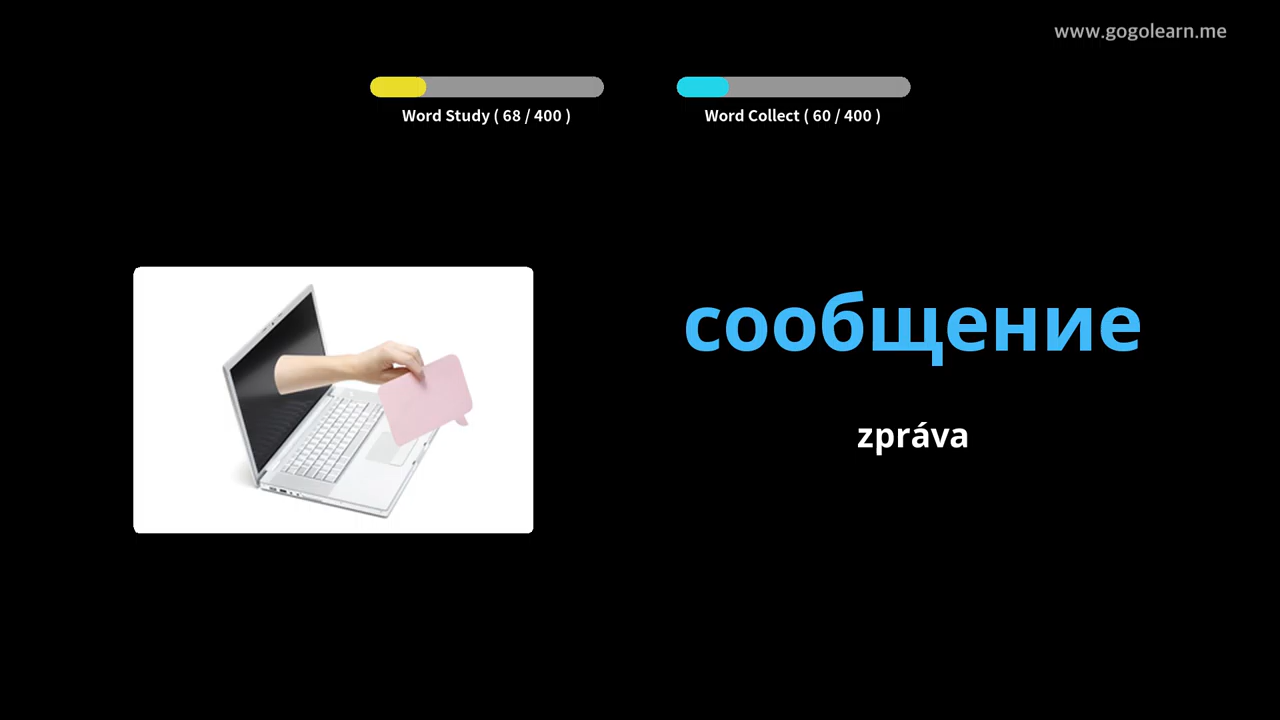 www.gogolearn.me
Word Study ( 68 / 400 )
Word Collect ( 60 / 400 )
сообщение
zpráva